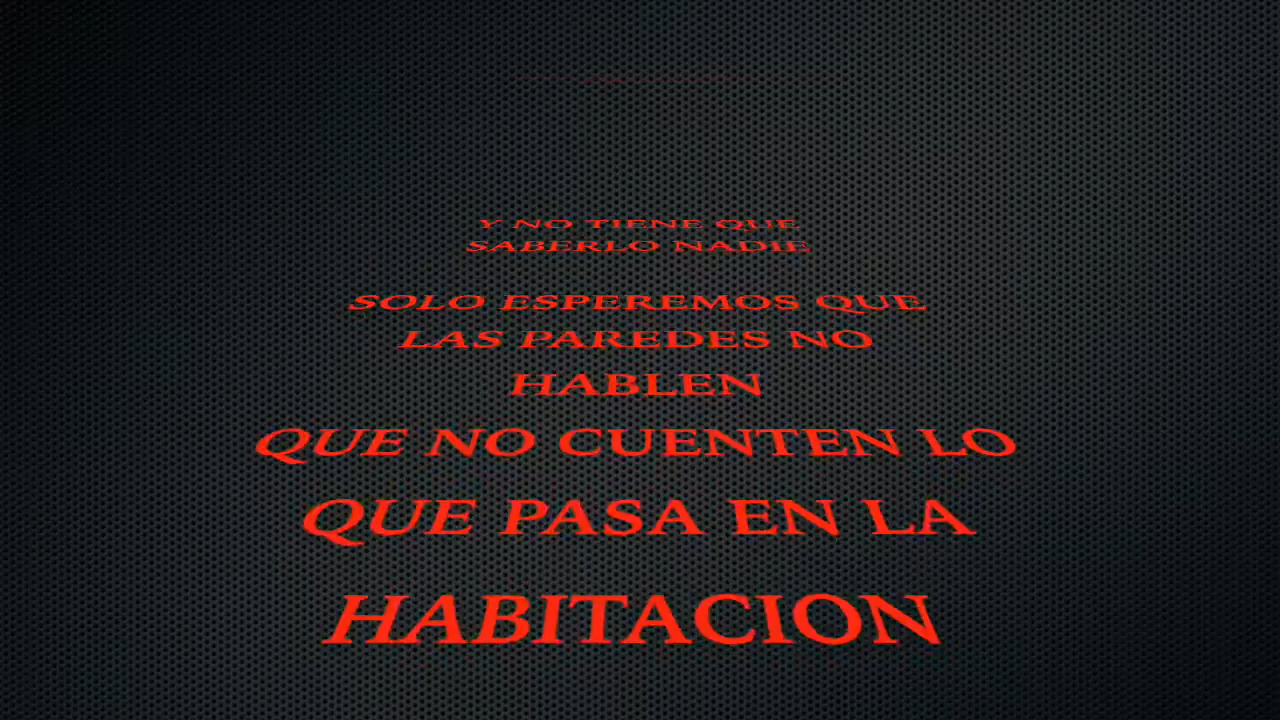 Y NO TIENE QUE
SABERLO NADIE
SOLO ESPEREMOS QUE
LAS PAREDES NO
HABLEN
QUE NO CUENTEN LO
QUE PASA EN LA
HABITACION